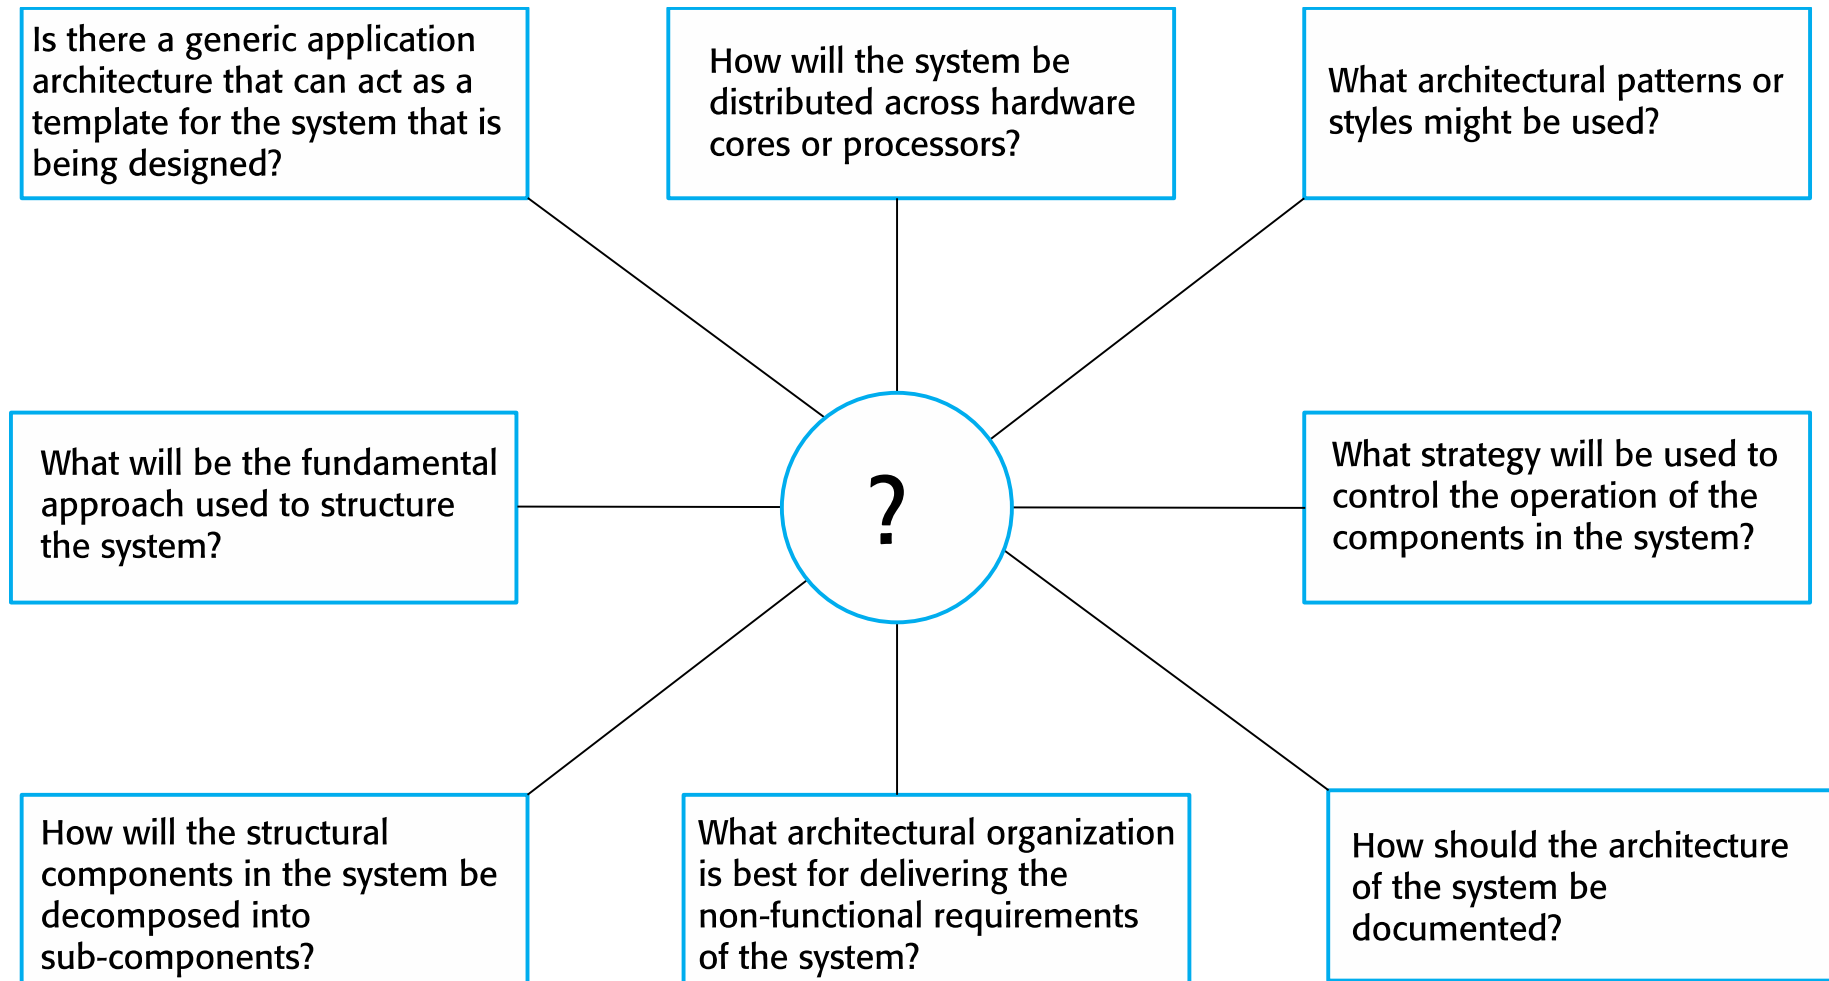 Is there a generic application
architecture that can act as a
template for the system that is
being designed?
How will the system be
distributed across hardware
cores or processors?
What architectural patterns or
styles might be used?
What will be the fundamental
approach used to structure
the system?
?
What strategy will be used to
control the operation of the
components in the system?
How will the structural
components in the system be
decomposed into
sub-components?
What architectural organization
is best for delivering the
non-functional requirements
of the system?
How should the architecture
of the system be
documented?